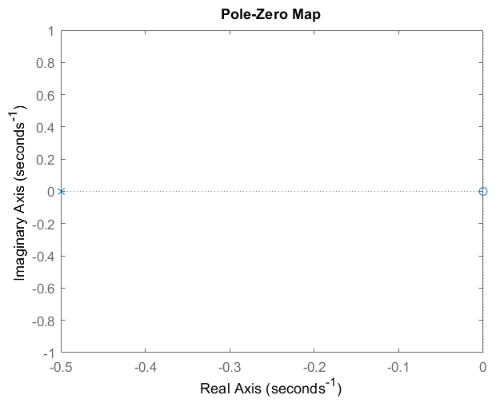 Pole-Zero Map
Imaginary Axis (seconds⁻¹)
1
0.8
0.6
0.4
0.2
0
-0.2
-0.4
-0.6
-0.8
-1
-0.5 -0.4 -0.3 -0.2 -0.1 0
Real Axis (seconds⁻¹)